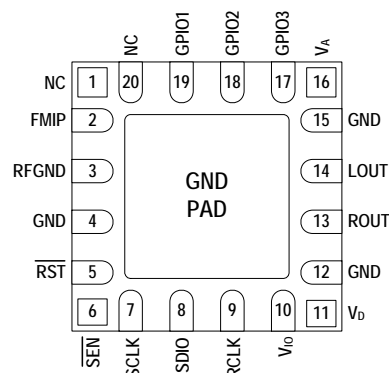 NC
GPIO1
GPIO2
GPIO3
VA
NC 1 20 19 18 17 16
FMIP 2 15 GND
RFGND 3 14 LOUT
GND PAD
GND 4 13 ROUT
RST 5 12 GND
6 7 8 9 10 11 VD
SEN
SCLK
SDIO
RCLK
VIO